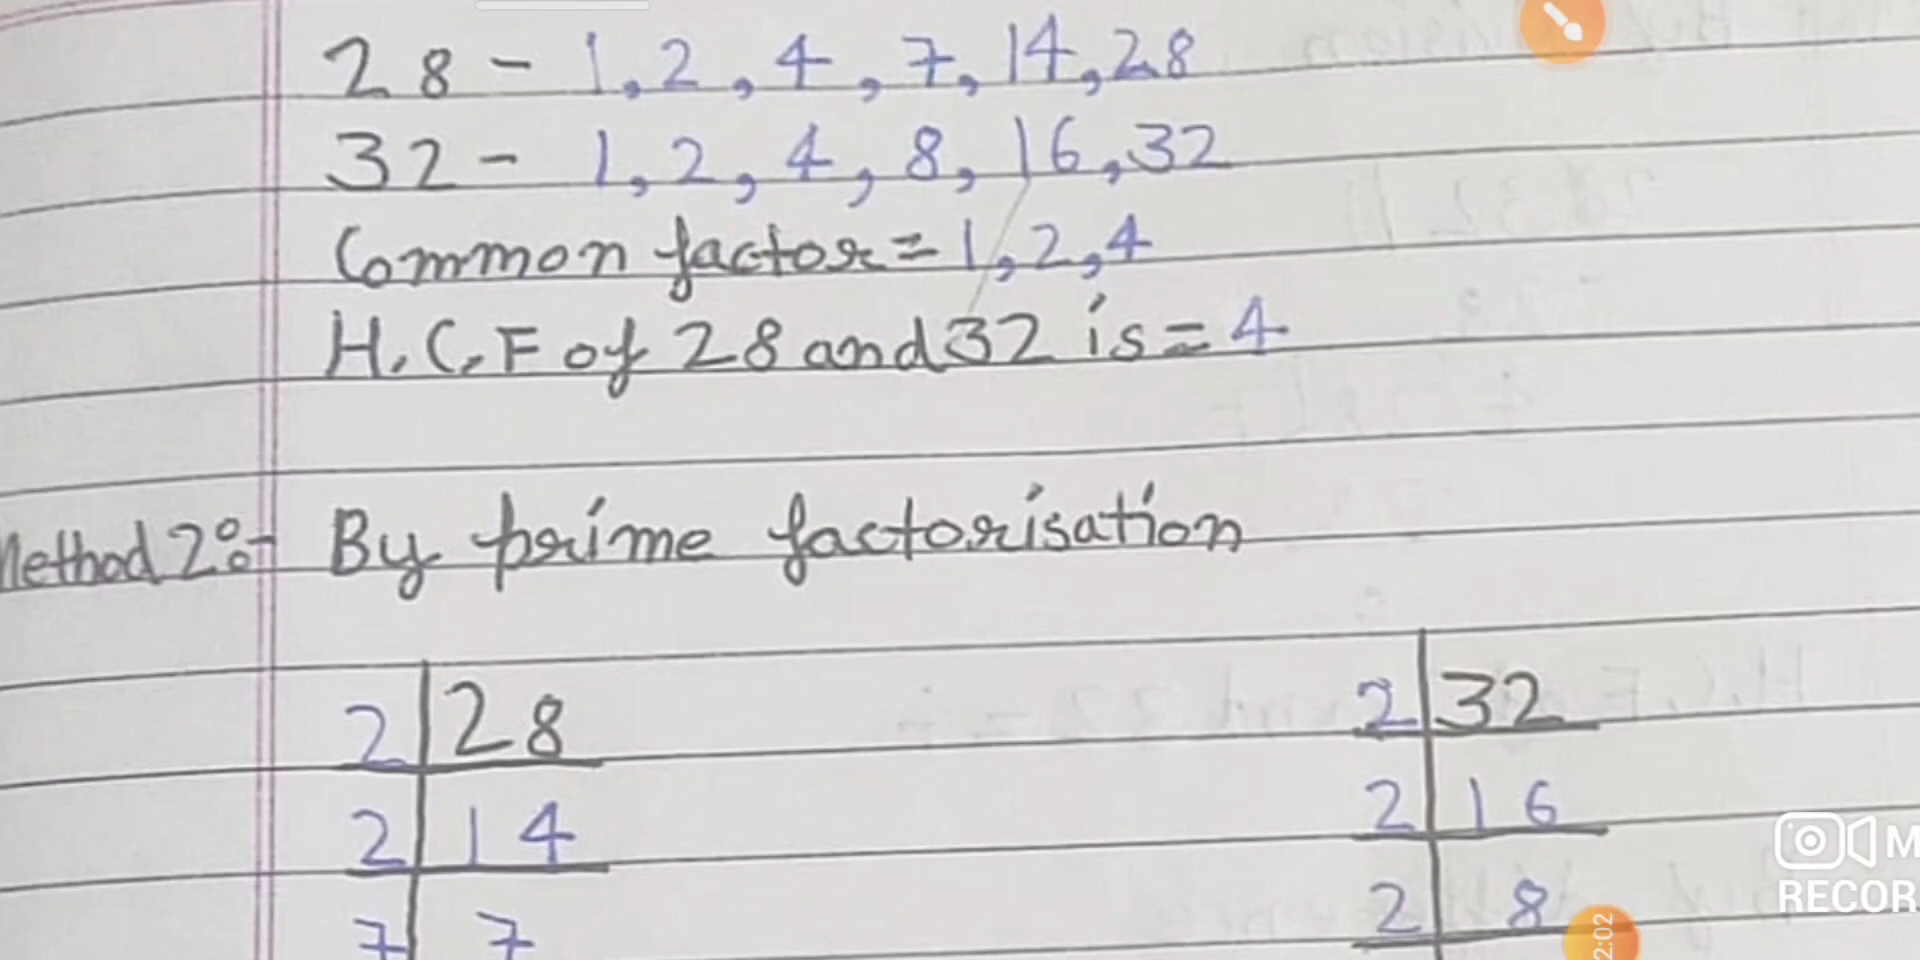 28 - 1, 2, 4, 7, 14, 28
32 - 1, 2, 4, 8, 16, 32
Common factor = 1, 2, 4
H.C.F of 28 and 32 is = 4
Method 2:- By prime factorisation
2 | 28
2 | 14
7 | 7
2 | 32
2 | 16
2 | 8
RECOR
2:02